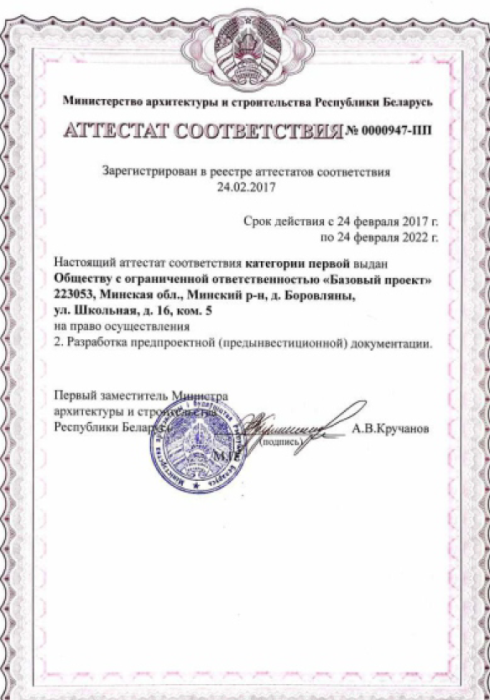 Министерство архитектуры и строительства Республики Беларусь
АТТЕСТАТ СООТВЕТСТВИЯ № 0000947-ПП
Зарегистрирован в реестре аттестатов соответствия
24.02.2017
Срок действия с 24 февраля 2017 г.
по 24 февраля 2022 г.
Настоящий аттестат соответствия категории первой выдан
Обществу с ограниченной ответственностью «Базовый проект»
223053, Минская обл., Минский р-н, д. Боровляны,
ул. Школьная, д. 16, ком. 5
на право осуществления
2. Разработка предпроектной (предынвестиционной) документации.
Первый заместитель Министра
архитектуры и строительства
Республики Беларусь
А.В.Кручанов
(подпись)
М.П.